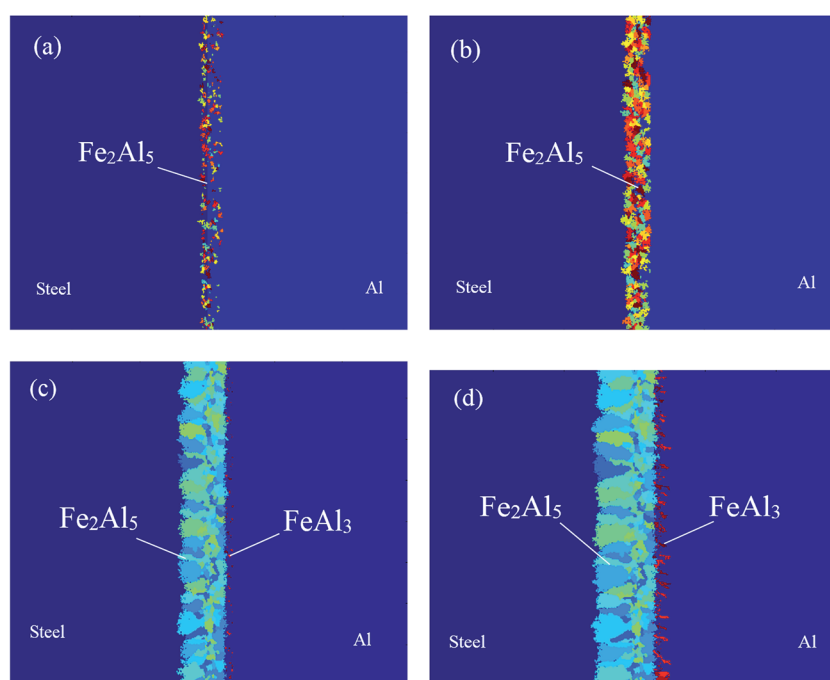 (a)
Fe₂Al₅
Steel
Al
(b)
Fe₂Al₅
Steel
Al
(c)
Fe₂Al₅
FeAl₃
Steel
Al
(d)
Fe₂Al₅
FeAl₃
Steel
Al